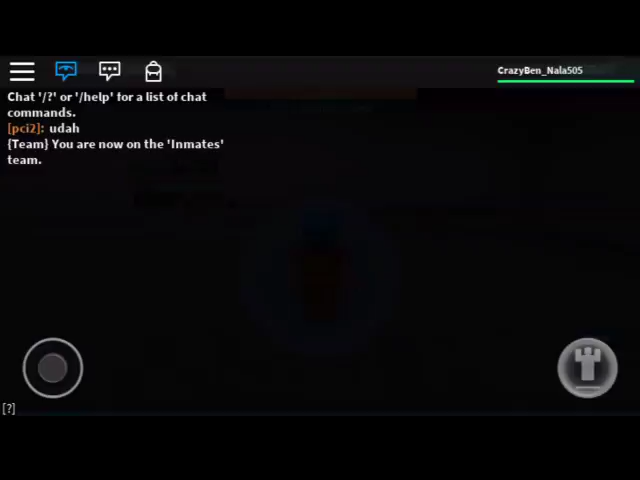 CrazyBen_Nala505
Chat '/?' or '/help' for a list of chat
commands.
[pci2]: udah
{Team} You are now on the 'Inmates'
team.
[?]